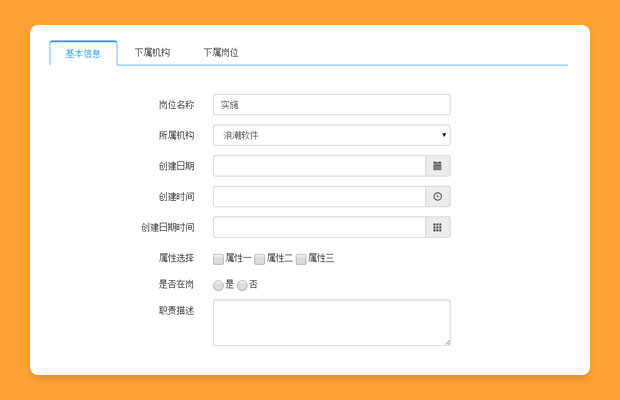 基本信息 下属机构 下属岗位
岗位名称 实施
所属机构 浪潮软件
创建日期
创建时间
创建日期时间
属性选择 属性一 属性二 属性三
是否在岗 是 否
职责描述